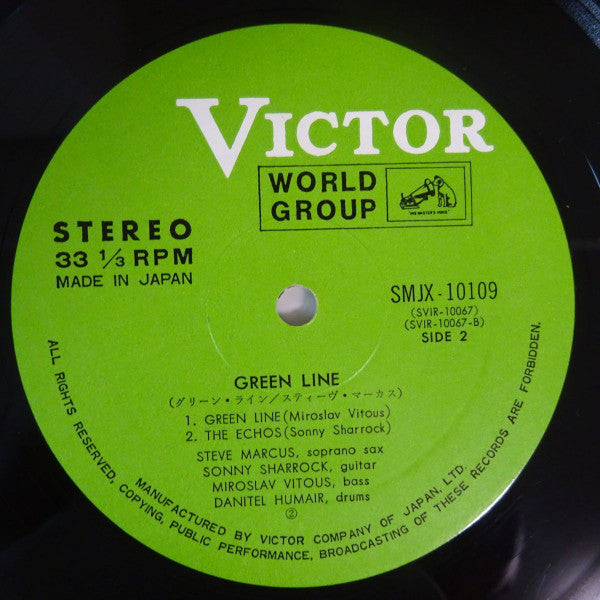 VICTOR
WORLD
GROUP
"HIS MASTER'S VOICE"
STEREO
33 1/3 RPM
MADE IN JAPAN
SMJX-10109
(SVIR-10067)
(SVIR-10067-B)
SIDE 2
GREEN LINE
(グリーン・ライン/スティーヴ・マーカス)
1. GREEN LINE (Miroslav Vitous)
2. THE ECHOS (Sonny Sharrock)
STEVE MARCUS, soprano sax
SONNY SHARROCK, guitar
MIROSLAV VITOUS, bass
DANITEL HUMAIR, drums
②
MANUFACTURED BY VICTOR COMPANY OF JAPAN, LTD.
ALL RIGHTS RESERVED, COPYING, PUBLIC PERFORMANCE, BROADCASTING OF THESE RECORDS ARE FORBIDDEN.